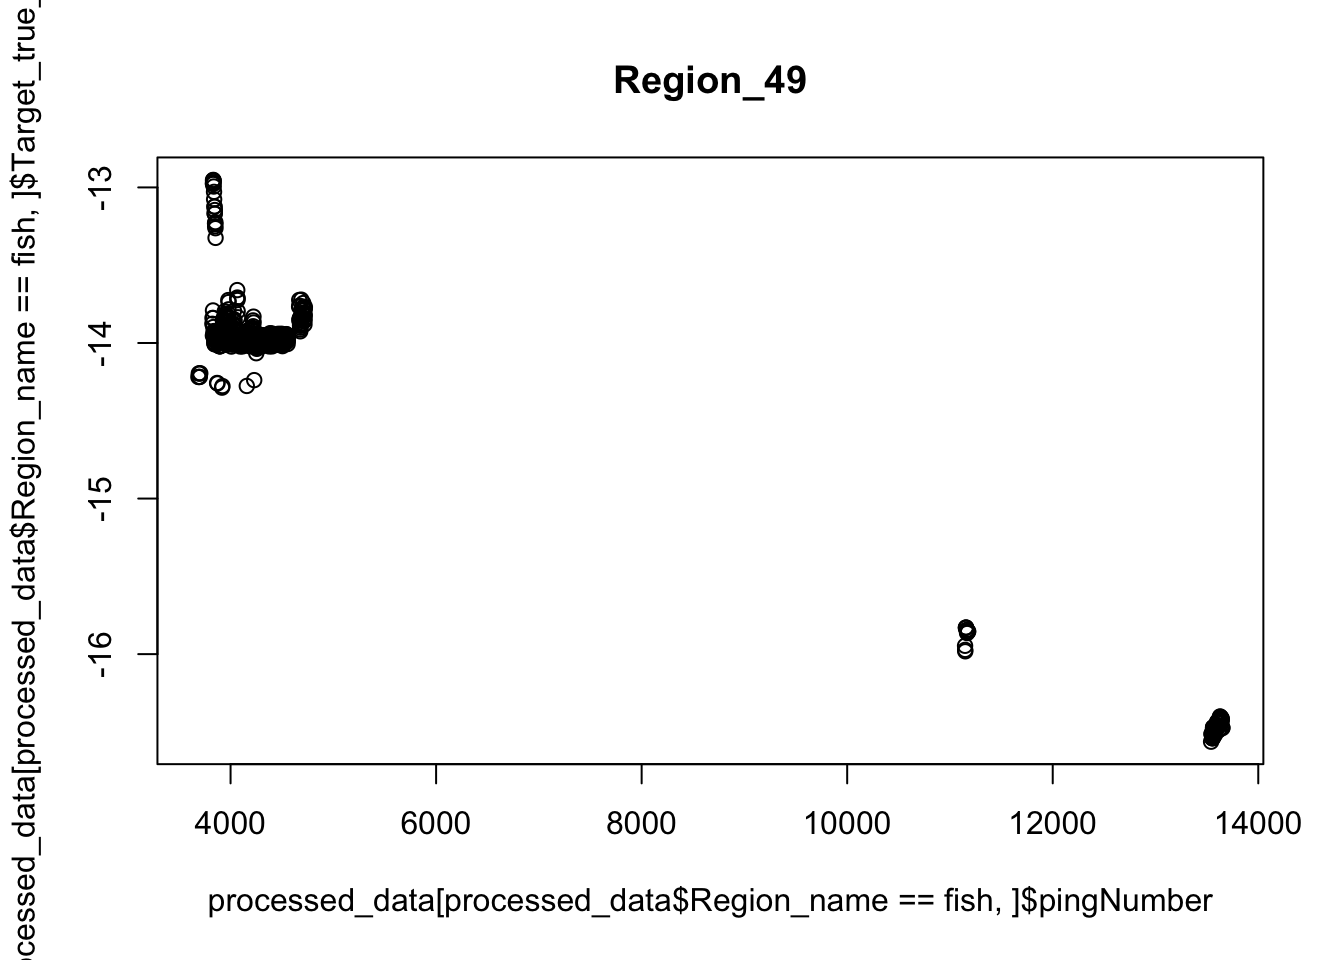 Region_49
cessed_data[processed_data$Region_name == fish, ]$Target_true_
-13
-14
-15
-16
4000 6000 8000 10000 12000 14000
processed_data[processed_data$Region_name == fish, ]$pingNumber